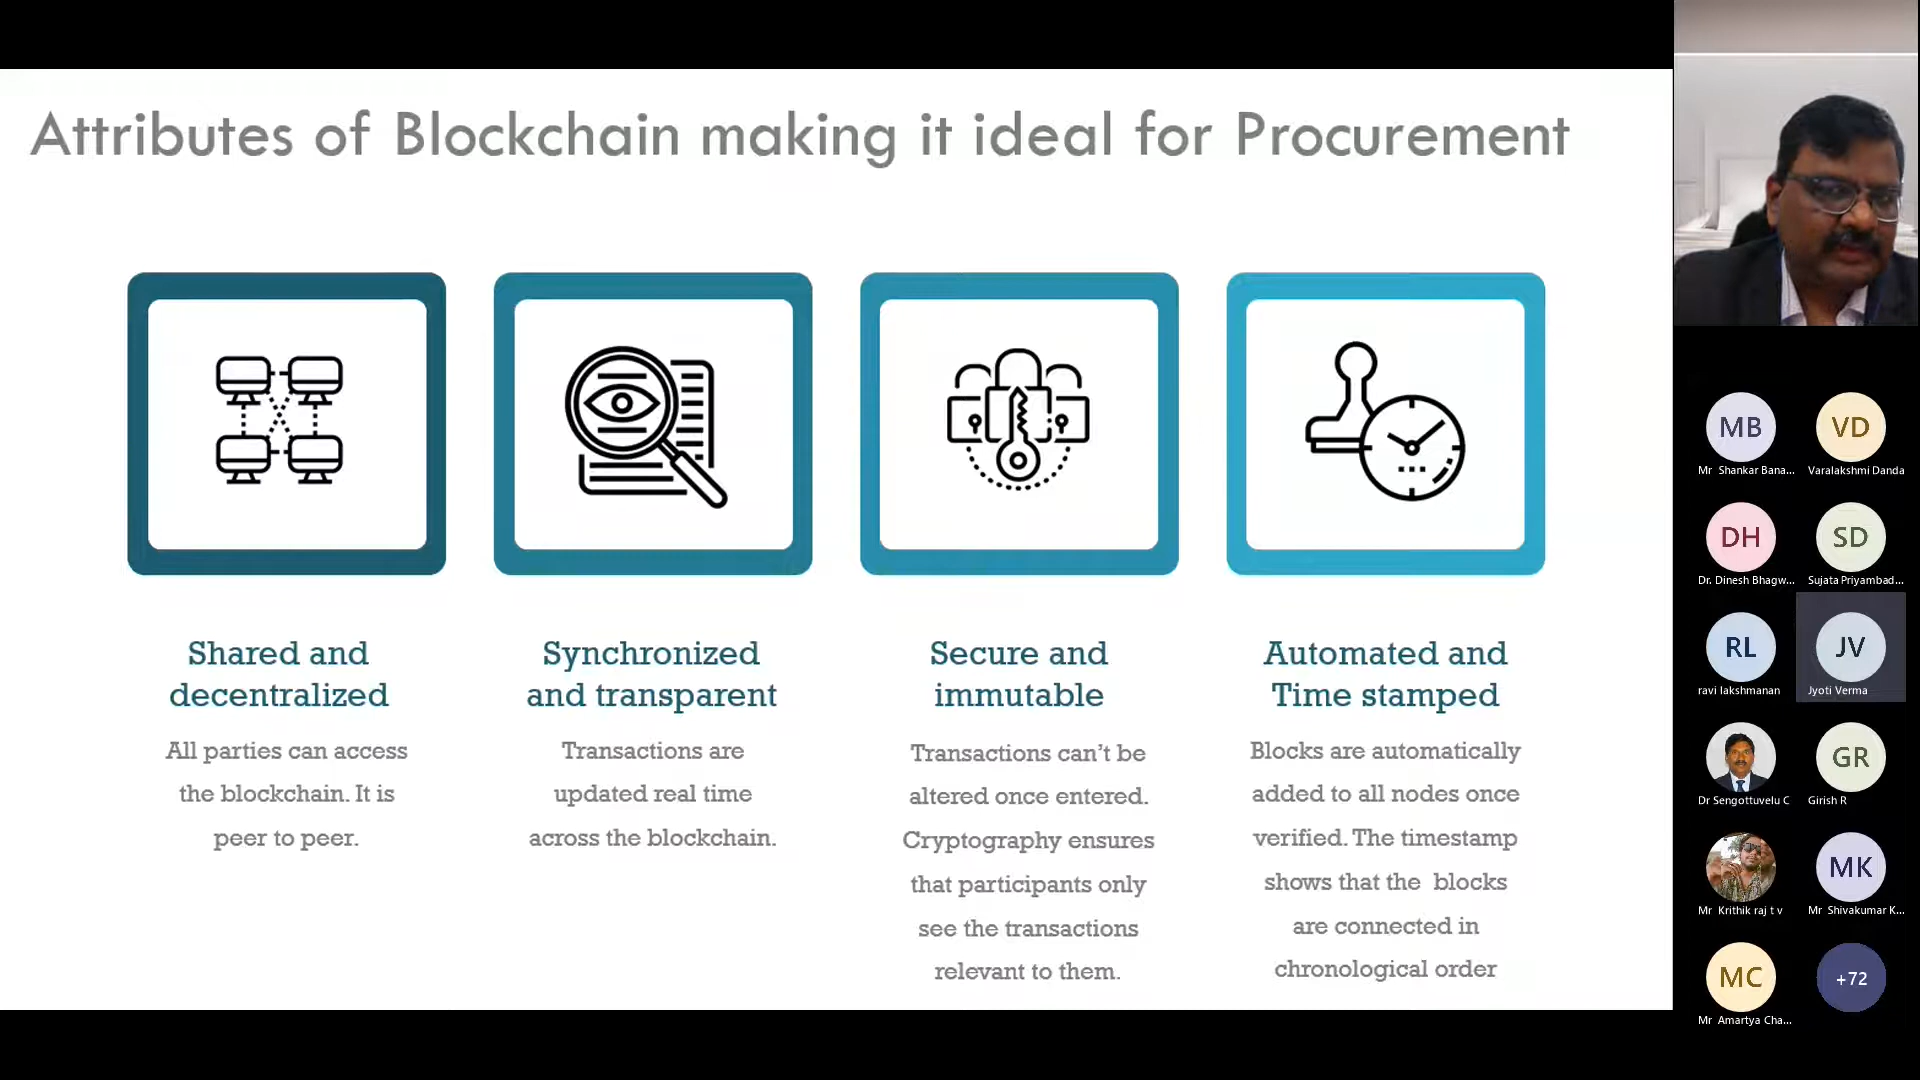 Attributes of Blockchain making it ideal for Procurement
Shared and
decentralized
All parties can access
the blockchain. It is
peer to peer.
Synchronized
and transparent
Transactions are
updated real time
across the blockchain.
Secure and
immutable
Transactions can't be
altered once entered.
Cryptography ensures
that participants only
see the transactions
relevant to them.
Automated and
Time stamped
Blocks are automatically
added to all nodes once
verified. The timestamp
shows that the blocks
are connected in
chronological order
MB
VD
Mr Shankar Bana...
Varalakshmi Danda
DH
SD
Dr. Dinesh Bhagw...
Sujata Priyambad...
RL
JV
ravi lakshmanan
Jyoti Verma
GR
Dr Sengottuvelu C
Girish R
MK
Mr Krithik raj t v
Mr Shivakumar K...
MC
+72
Mr Amartya Cha...